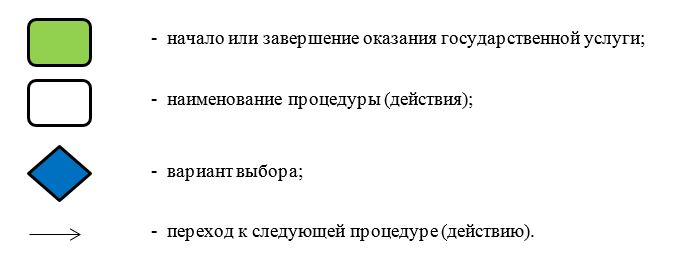 - начало или завершение оказания государственной услуги;
- наименование процедуры (действия);
- вариант выбора;
- переход к следующей процедуре (действию).